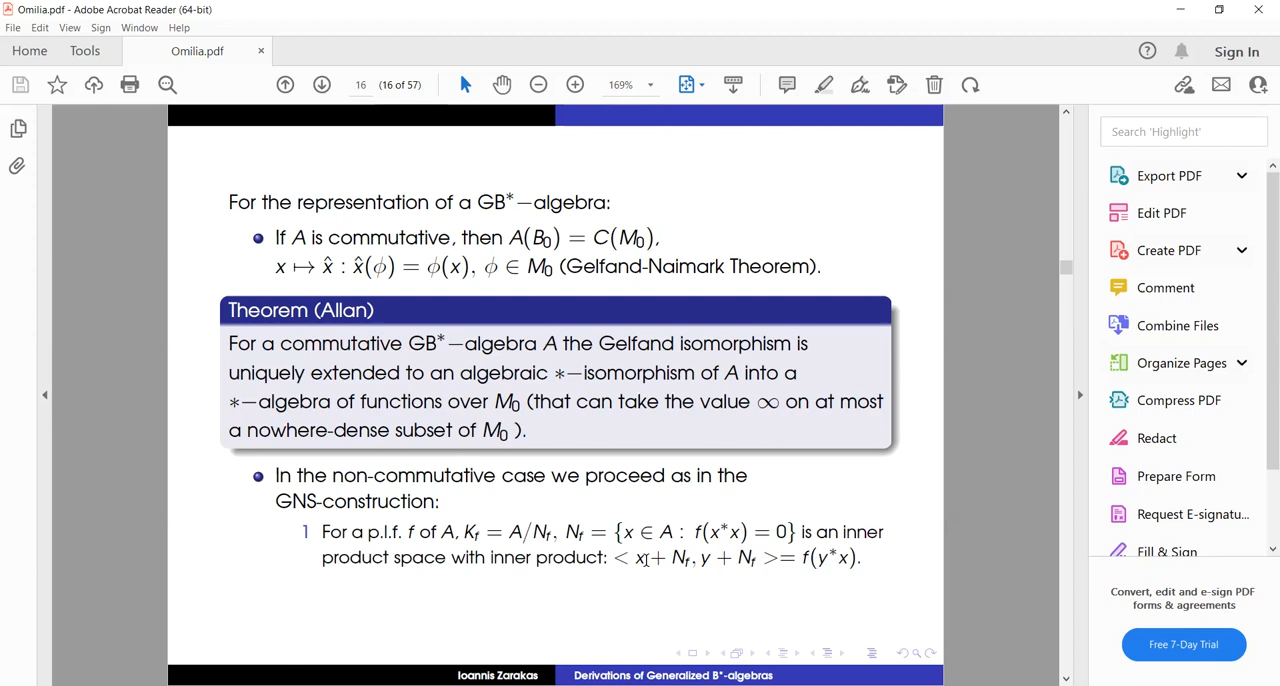 Omilia.pdf - Adobe Acrobat Reader (64-bit)
File Edit View Sign Window Help
Home Tools Omilia.pdf × Sign In
16 (16 of 57) 169%
Search 'Highlight'
Export PDF
Edit PDF
Create PDF
Comment
Combine Files
Organize Pages
Compress PDF
Redact
Prepare Form
Request E-signatu...
Fill & Sign
Convert, edit and e-sign PDF
forms & agreements
Free 7-Day Trial
For the representation of a GB*−algebra:
If A is commutative, then A(B₀) = C(M₀),
x ↦ x̂ : x̂(ϕ) = ϕ(x), ϕ ∈ M₀ (Gelfand-Naimark Theorem).
Theorem (Allan)
For a commutative GB*−algebra A the Gelfand isomorphism is
uniquely extended to an algebraic ∗−isomorphism of A into a
∗−algebra of functions over M₀ (that can take the value ∞ on at most
a nowhere-dense subset of M₀ ).
In the non-commutative case we proceed as in the
GNS-construction:
1 For a p.l.f. f of A, K_f = A/N_f, N_f = {x ∈ A : f(x*x) = 0} is an inner
product space with inner product: < x + N_f, y + N_f >= f(y*x).
Ioannis Zarakas Derivations of Generalized B*-algebras